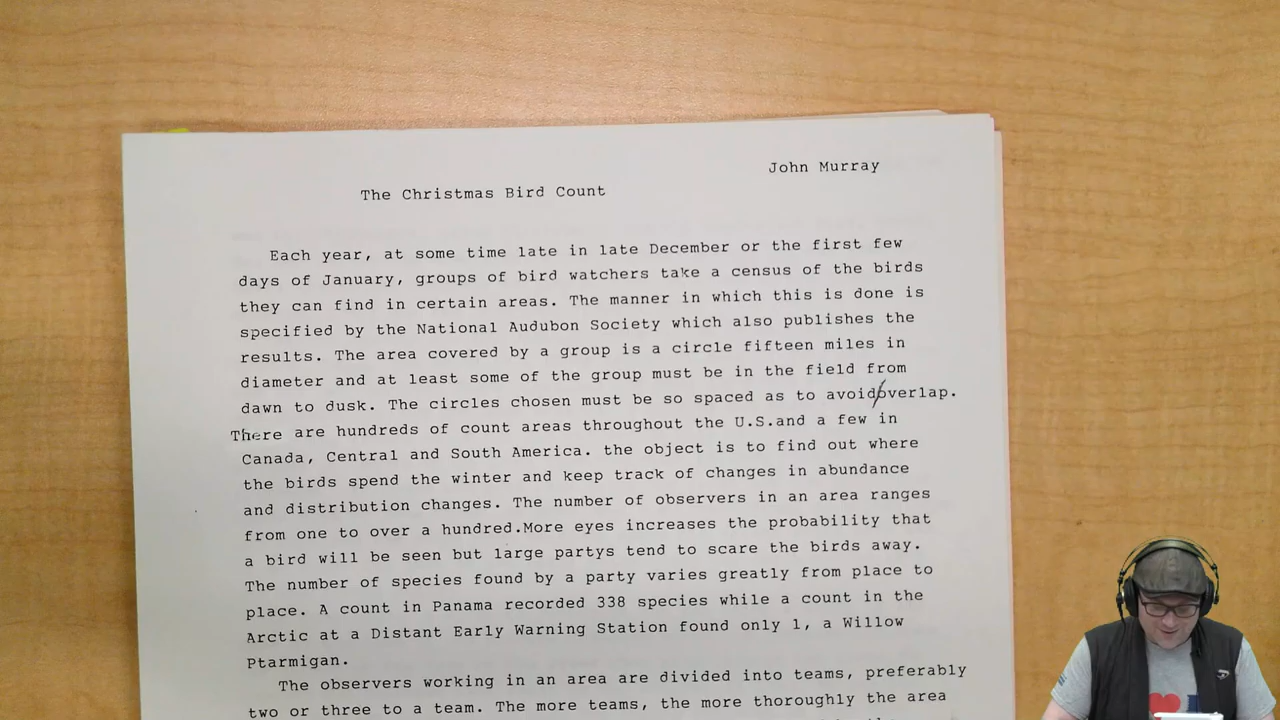 John Murray
The Christmas Bird Count
Each year, at some time late in late December or the first few
days of January, groups of bird watchers take a census of the birds
they can find in certain areas. The manner in which this is done is
specified by the National Audubon Society which also publishes the
results. The area covered by a group is a circle fifteen miles in
diameter and at least some of the group must be in the field from
dawn to dusk. The circles chosen must be so spaced as to avoid/overlap.
There are hundreds of count areas throughout the U.S.and a few in
Canada, Central and South America. the object is to find out where
the birds spend the winter and keep track of changes in abundance
and distribution changes. The number of observers in an area ranges
from one to over a hundred.More eyes increases the probability that
a bird will be seen but large partys tend to scare the birds away.
The number of species found by a party varies greatly from place to
place. A count in Panama recorded 338 species while a count in the
Arctic at a Distant Early Warning Station found only 1, a Willow
Ptarmigan.
The observers working in an area are divided into teams, preferably
two or three to a team. The more teams, the more thoroughly the area